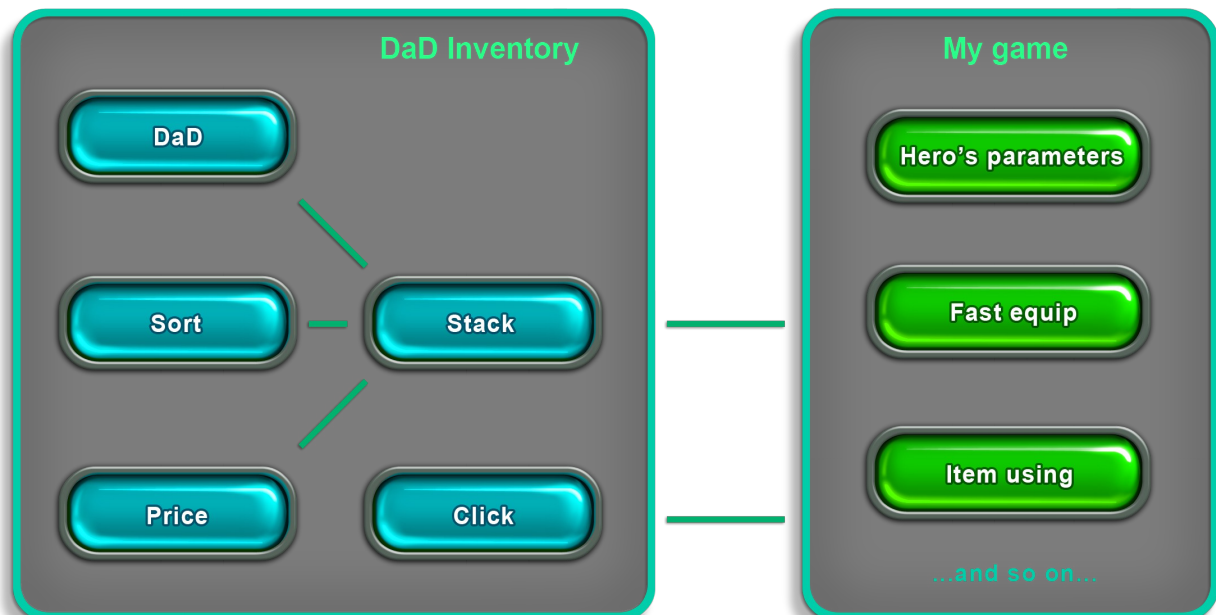 DaD Inventory
DaD
Sort
Stack
Price
Click
My game
Hero’s parameters
Fast equip
Item using
...and so on...